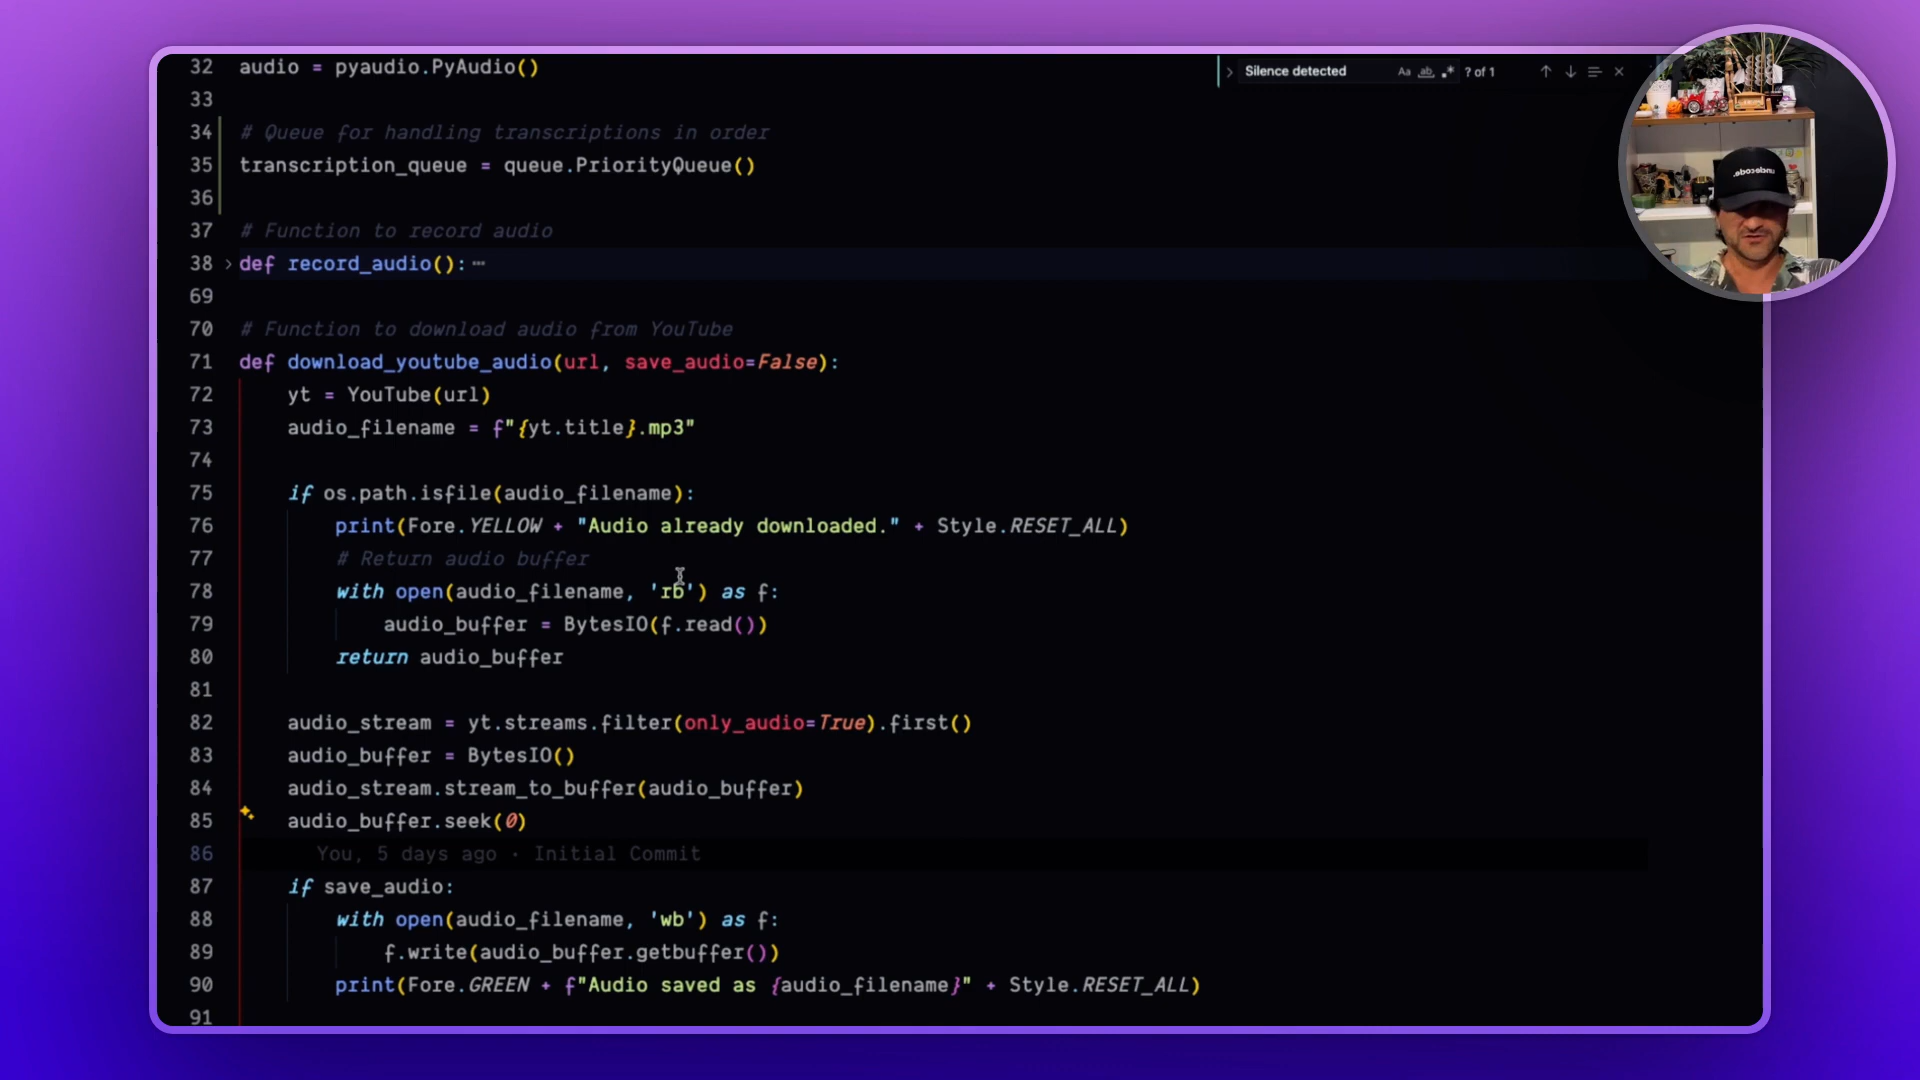 32 audio = pyaudio.PyAudio()
Silence detected Aa ab .* ? of 1
33
34 # Queue for handling transcriptions in order
35 transcription_queue = queue.PriorityQueue()
36
37 # Function to record audio
38 def record_audio(): ⋯
69
70 # Function to download audio from YouTube
71 def download_youtube_audio(url, save_audio=False):
72 yt = YouTube(url)
73 audio_filename = f"{yt.title}.mp3"
74
75 if os.path.isfile(audio_filename):
76 print(Fore.YELLOW + "Audio already downloaded." + Style.RESET_ALL)
77 # Return audio buffer
78 with open(audio_filename, 'rb') as f:
79 audio_buffer = BytesIO(f.read())
80 return audio_buffer
81
82 audio_stream = yt.streams.filter(only_audio=True).first()
83 audio_buffer = BytesIO()
84 audio_stream.stream_to_buffer(audio_buffer)
85 audio_buffer.seek(0)
86 You, 5 days ago · Initial Commit
87 if save_audio:
88 with open(audio_filename, 'wb') as f:
89 f.write(audio_buffer.getbuffer())
90 print(Fore.GREEN + f"Audio saved as {audio_filename}" + Style.RESET_ALL)
91
undecode.